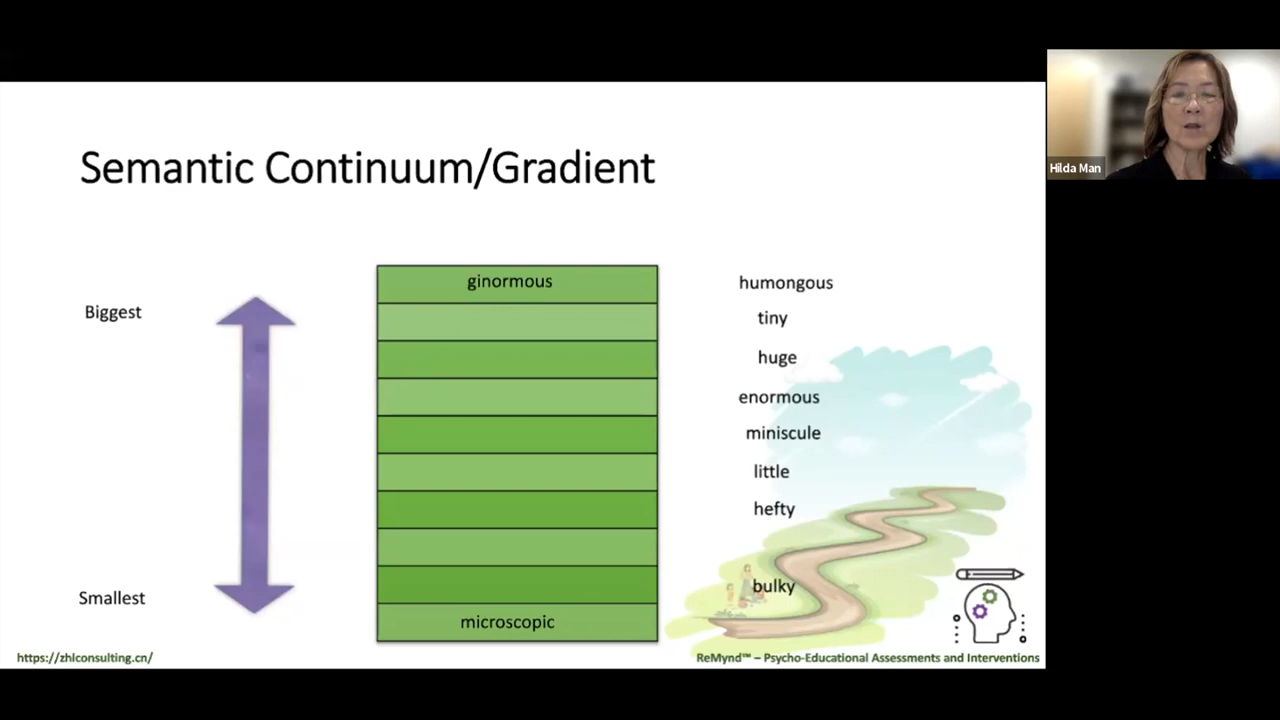 Hilda Man
Semantic Continuum/Gradient
Biggest
Smallest
ginormous
microscopic
humongous
tiny
huge
enormous
miniscule
little
hefty
bulky
https://zhlconsulting.cn/
ReMynd™ – Psycho-Educational Assessments and Interventions